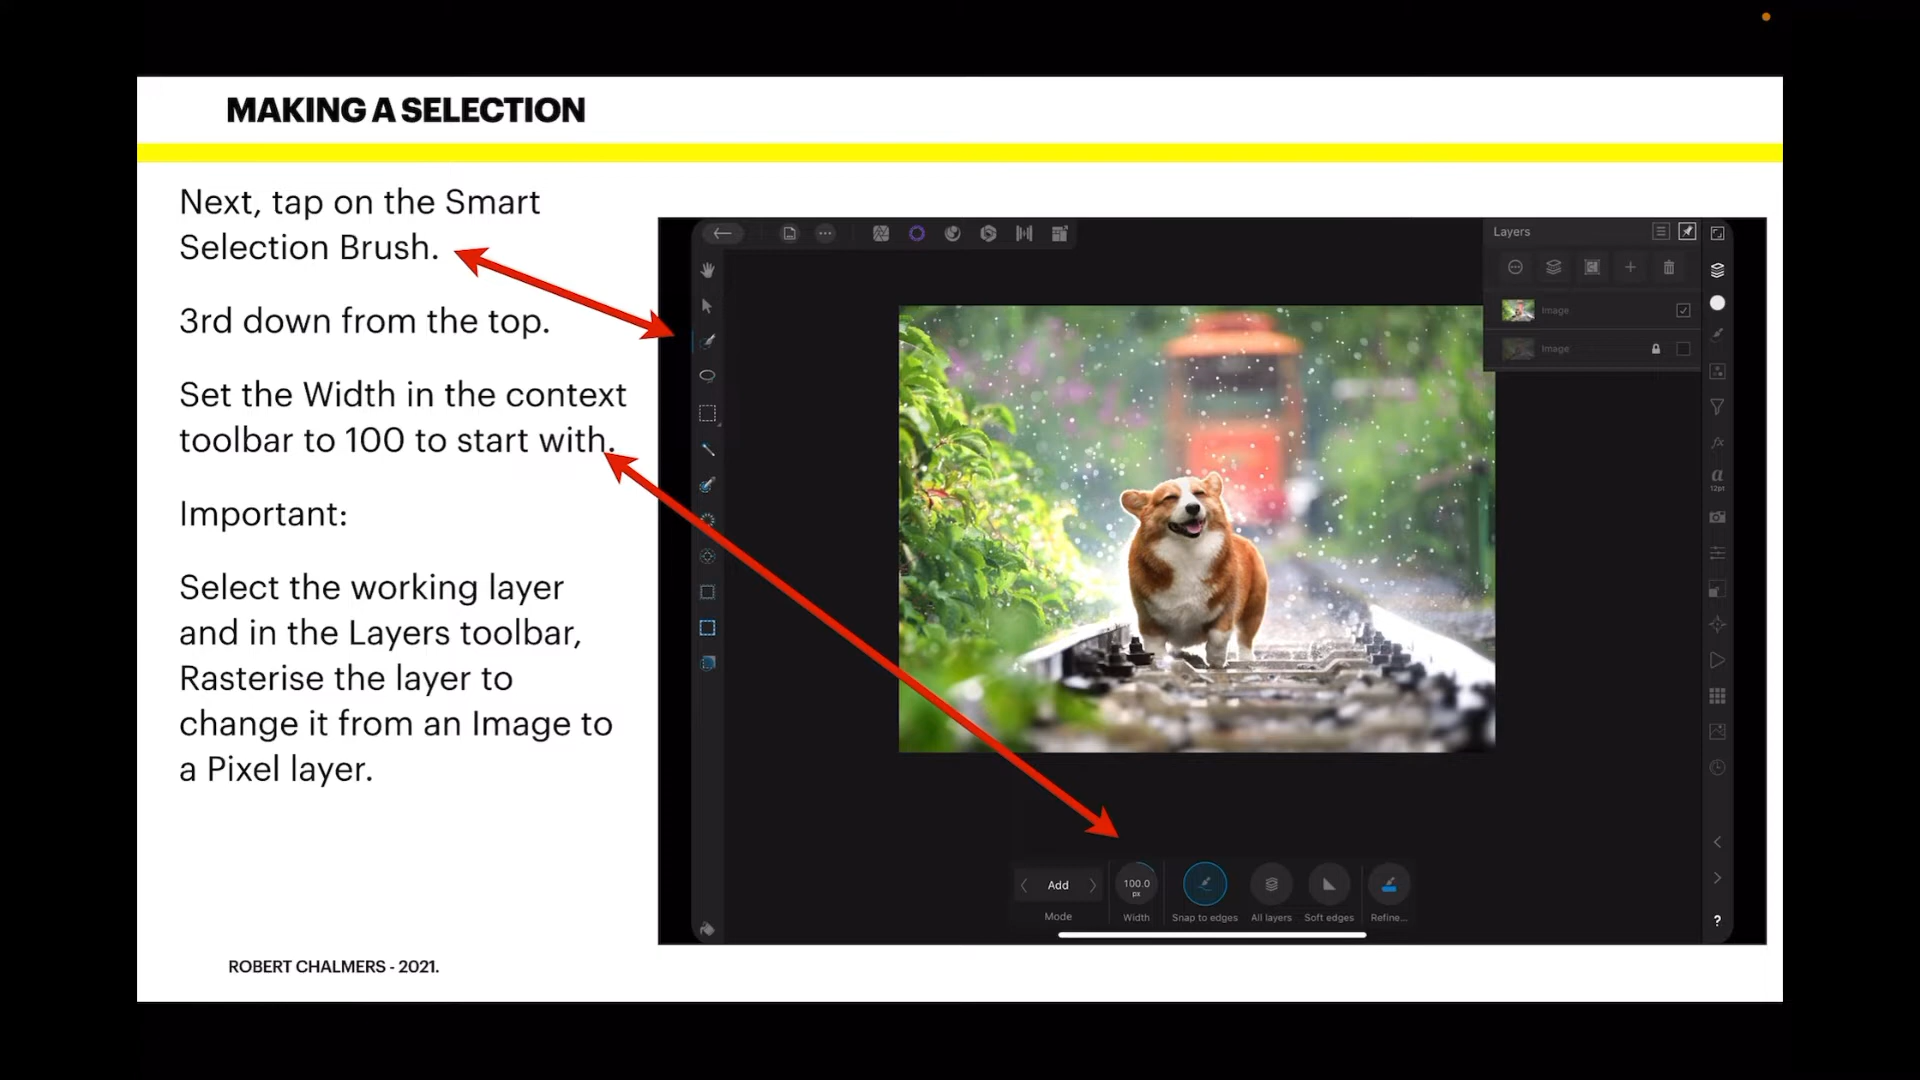 MAKING A SELECTION
Next, tap on the Smart
Selection Brush.
3rd down from the top.
Set the Width in the context
toolbar to 100 to start with.
Important:
Select the working layer
and in the Layers toolbar,
Rasterise the layer to
change it from an Image to
a Pixel layer.
Layers
Image
Image
a
12pt
fx
?
Add
Mode
100.0
px
Width
Snap to edges
All layers
Soft edges
Refine...
ROBERT CHALMERS - 2021.